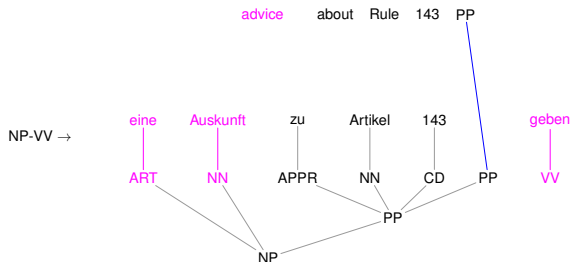 advice about Rule 143 PP
eine Auskunft zu Artikel 143 geben
NP-VV →
ART NN APPR NN CD PP VV
PP
NP